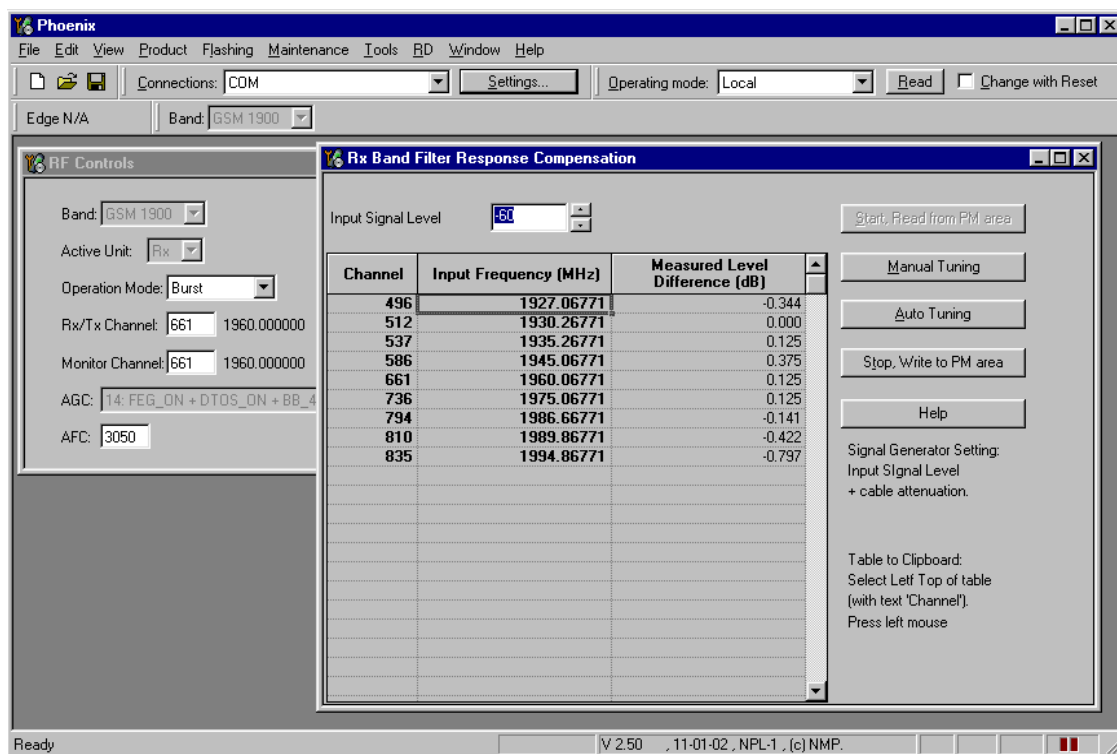 Phoenix
File Edit View Product Flashing Maintenance Tools RD Window Help
Connections: COM Settings... Operating mode: Local Read Change with Reset
Edge N/A Band: GSM 1900
RF Controls
Band: GSM 1900
Active Unit: Rx
Operation Mode: Burst
Rx/Tx Channel: 661 1960.000000
Monitor Channel: 661 1960.000000
AGC: 14: FEG_ON + DTOS_ON + BB_4
AFC: 3050
Rx Band Filter Response Compensation
Input Signal Level -60
Channel Input Frequency (MHz) Measured Level Difference (dB)
496 1927.06771 -0.344
512 1930.26771 0.000
537 1935.26771 0.125
586 1945.06771 0.375
661 1960.06771 0.125
736 1975.06771 0.125
794 1986.66771 -0.141
810 1989.86771 -0.422
835 1994.86771 -0.797
Start, Read from PM area
Manual Tuning
Auto Tuning
Stop, Write to PM area
Help
Signal Generator Setting:
Input SIgnal Level
+ cable attenuation.
Table to Clipboard:
Select Letf Top of table
(with text 'Channel').
Press left mouse
Ready V 2.50 , 11-01-02 , NPL-1 , (c) NMP.